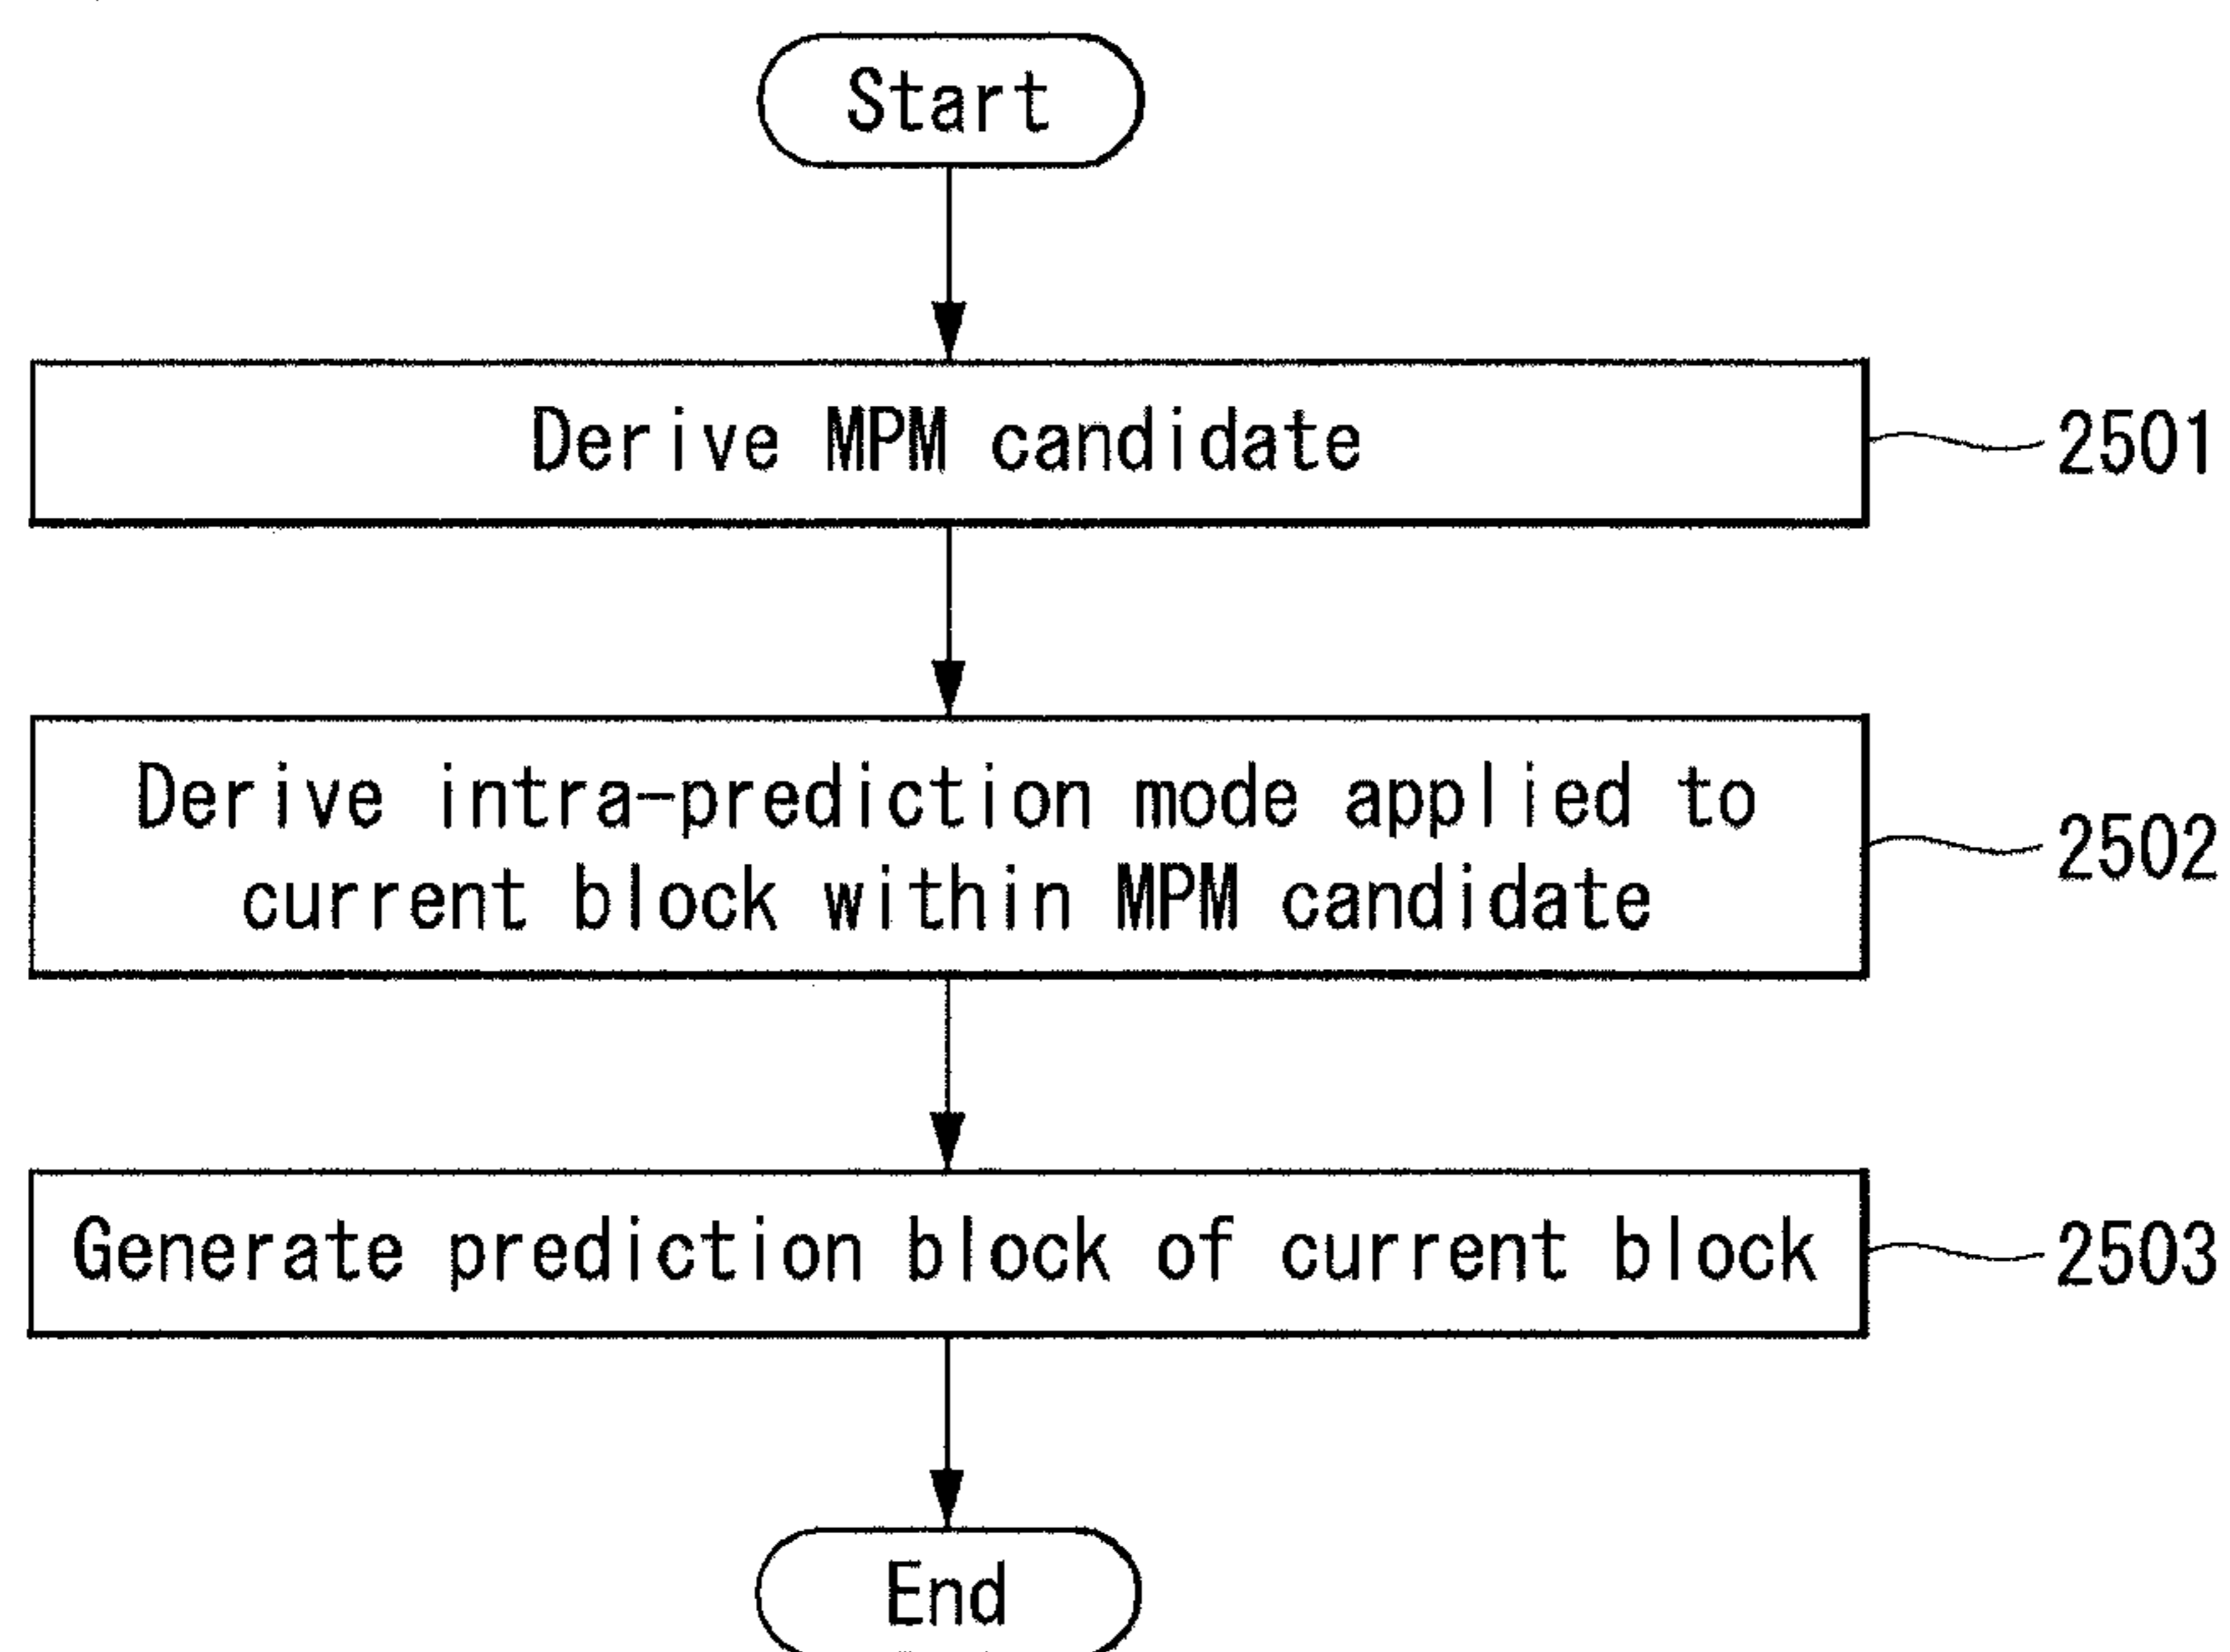 Start
Derive MPM candidate
2501
Derive intra-prediction mode applied to
current block within MPM candidate
2502
Generate prediction block of current block
2503
End